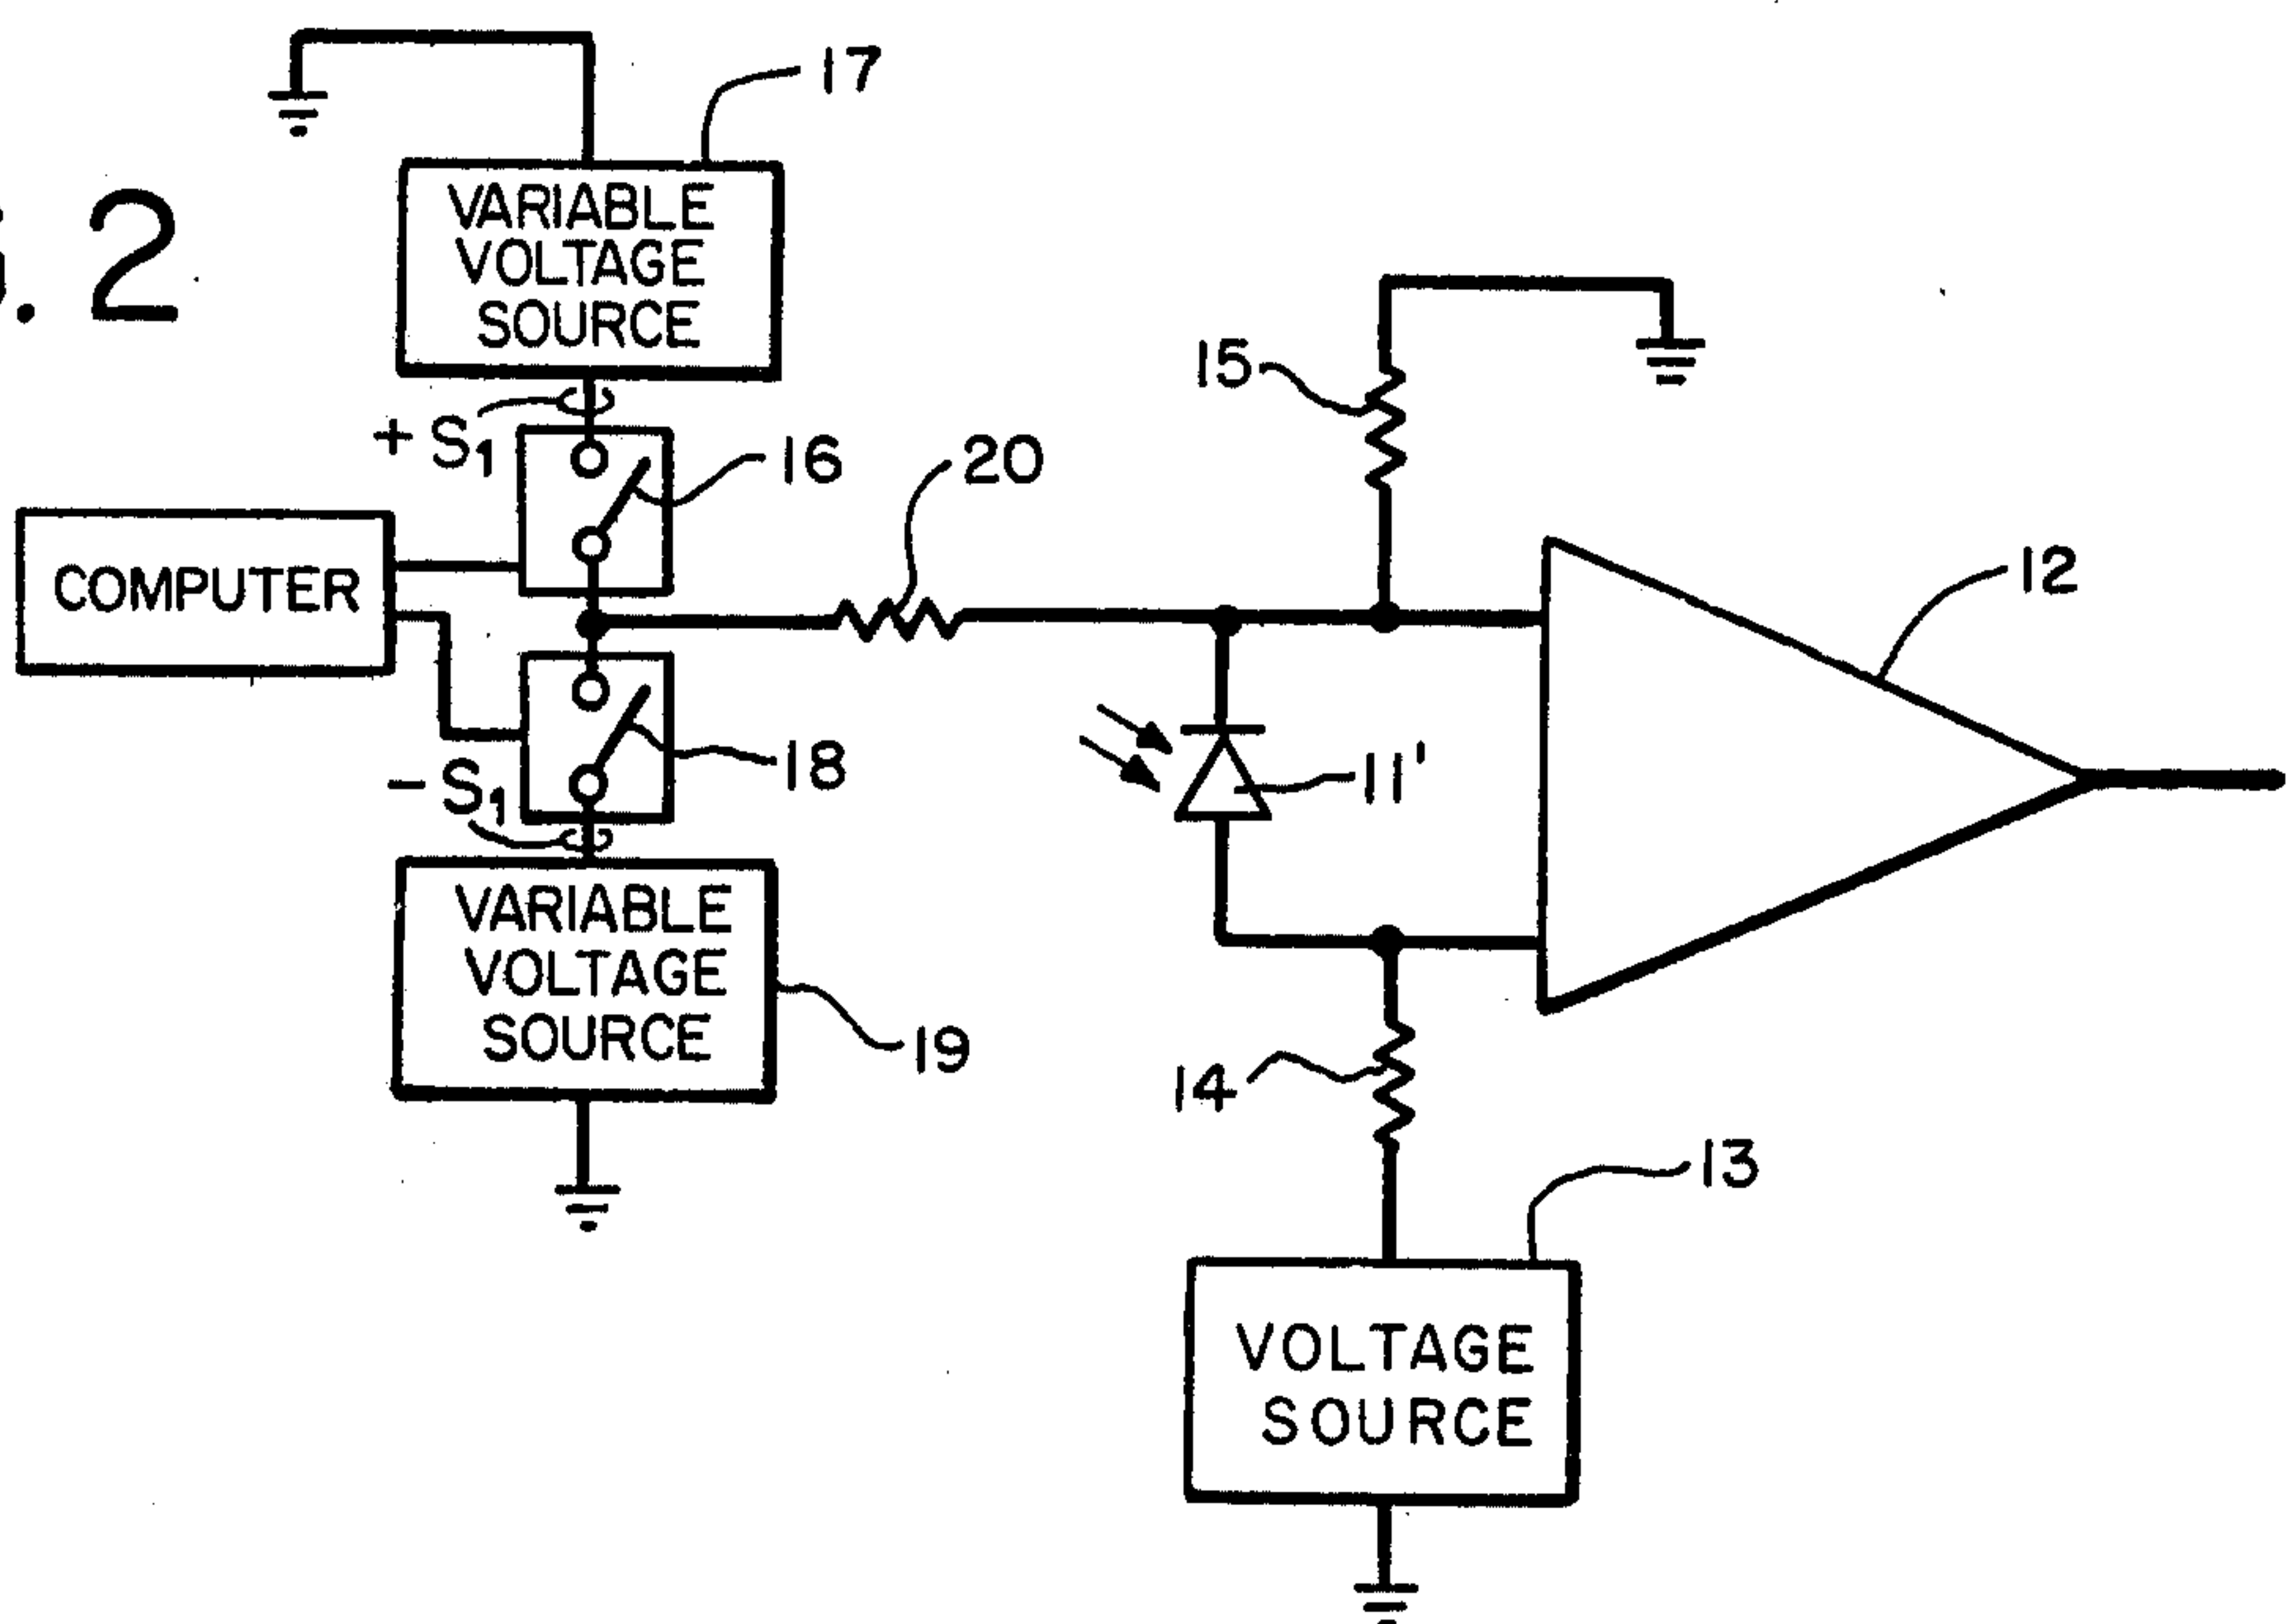 . 2
17
VARIABLE
VOLTAGE
SOURCE
+ S1
16
20
15
COMPUTER
12
18
- S1
11'
VARIABLE
VOLTAGE
SOURCE
19
14
13
VOLTAGE
SOURCE